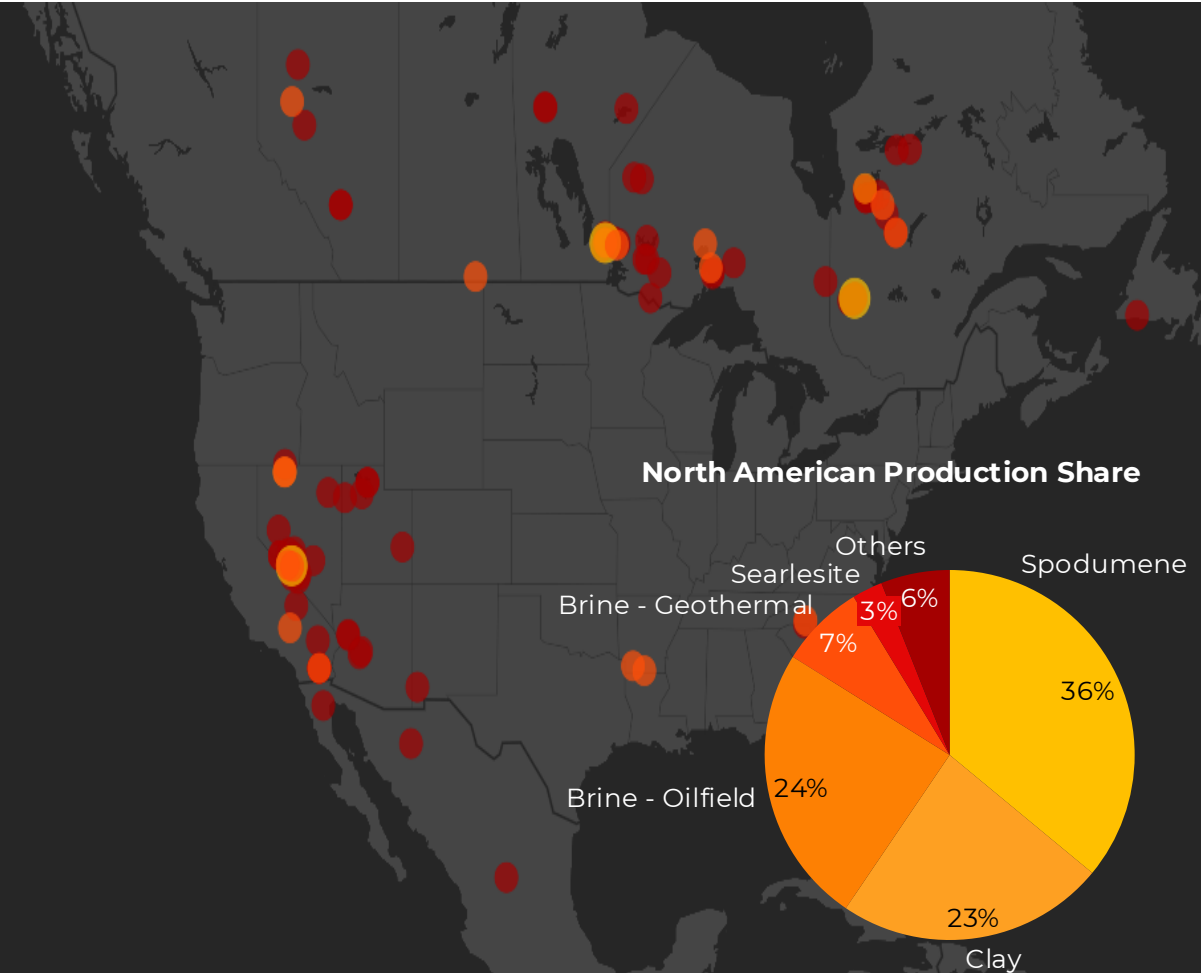 North American Production Share
Others
Spodumene
Searlesite
Brine - Geothermal
6%
3%
7%
36%
24%
Brine - Oilfield
23%
Clay